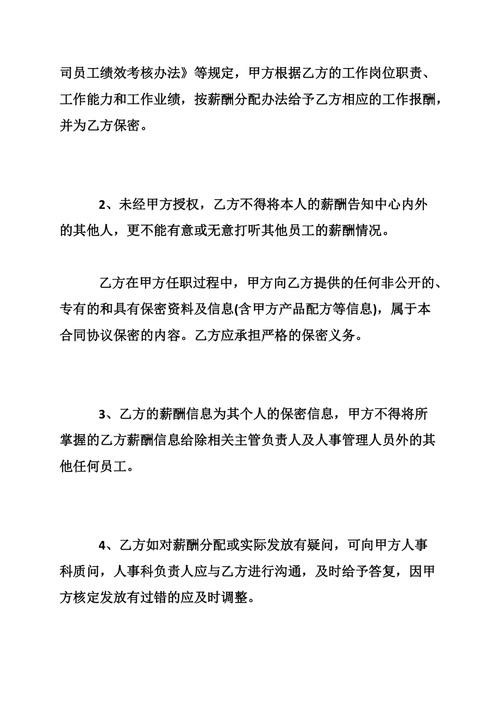 司员工绩效考核办法》等规定，甲方根据乙方的工作岗位职责、
工作能力和工作业绩，按薪酬分配办法给予乙方相应的工作报酬，
并为乙方保密。
2、未经甲方授权，乙方不得将本人的薪酬告知中心内外
的其他人，更不能有意或无意打听其他员工的薪酬情况。
乙方在甲方任职过程中，甲方向乙方提供的任何非公开的、
专有的和具有保密资料及信息(含甲方产品配方等信息)，属于本
合同协议保密的内容。乙方应承担严格的保密义务。
3、乙方的薪酬信息为其个人的保密信息，甲方不得将所
掌握的乙方薪酬信息给除相关主管负责人及人事管理人员外的其
他任何员工。
4、乙方如对薪酬分配或实际发放有疑问，可向甲方人事
科质问，人事科负责人应与乙方进行沟通，及时给予答复，因甲
方核定发放有过错的应及时调整。